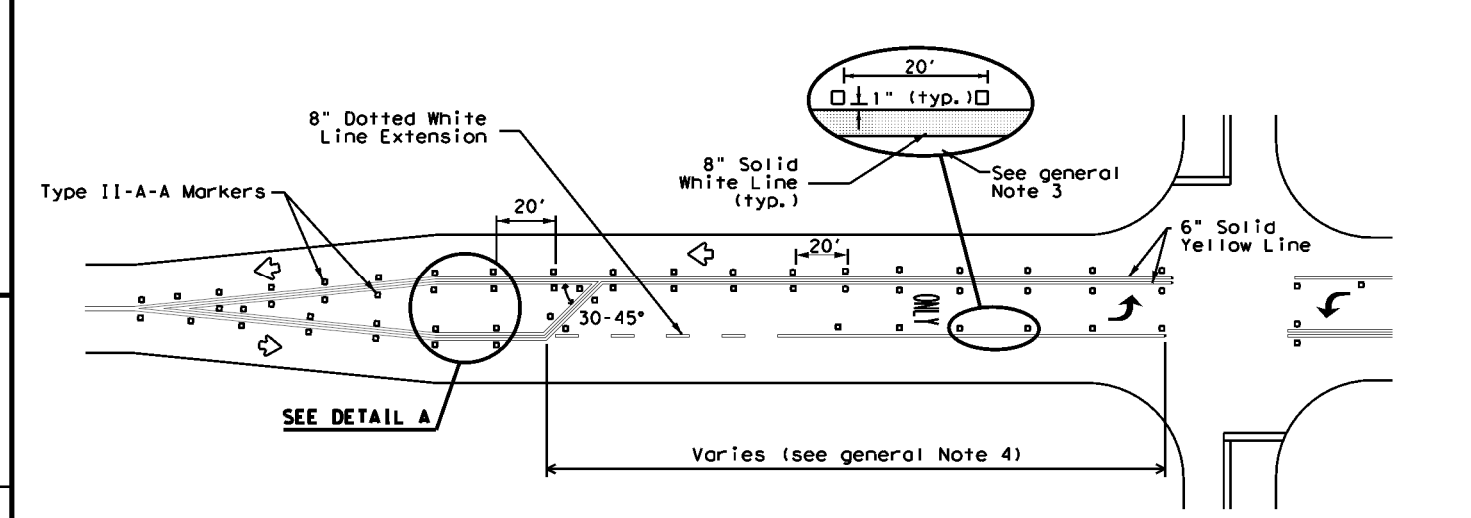 20'
1" (typ.)
8" Dotted White
Line Extension
8" Solid
White Line
(typ.)
See general
Note 3
Type II-A-A Markers
20'
6" Solid
Yellow Line
20'
ONLY
30-45°
SEE DETAIL A
Varies (see general Note 4)